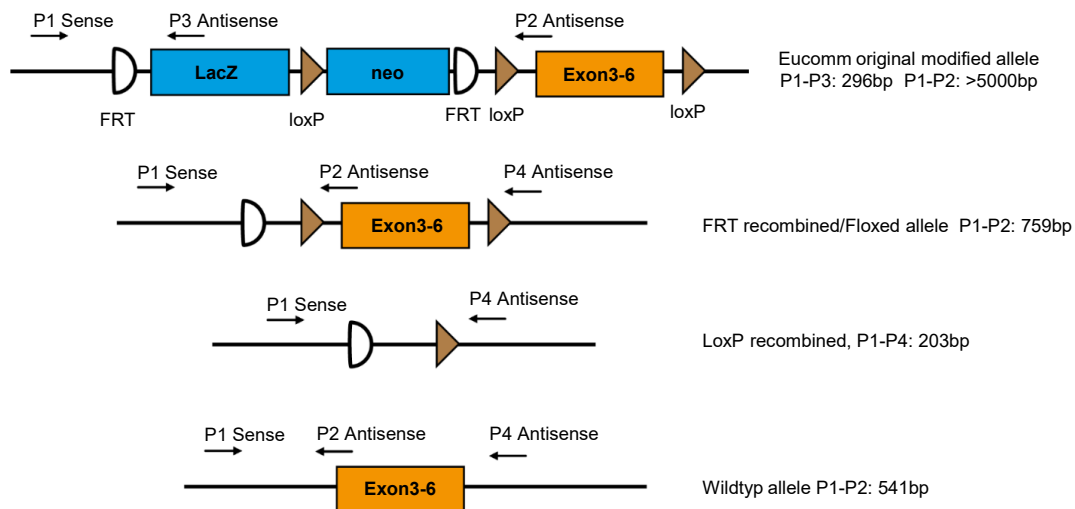 P1 Sense P3 Antisense P2 Antisense
LacZ neo Exon3-6
FRT loxP FRT loxP loxP
Eucomm original modified allele
P1-P3: 296bp P1-P2: >5000bp
P1 Sense P2 Antisense P4 Antisense
Exon3-6
FRT recombined/Floxed allele P1-P2: 759bp
P1 Sense P4 Antisense
LoxP recombined, P1-P4: 203bp
P1 Sense P2 Antisense P4 Antisense
Exon3-6
Wildtyp allele P1-P2: 541bp